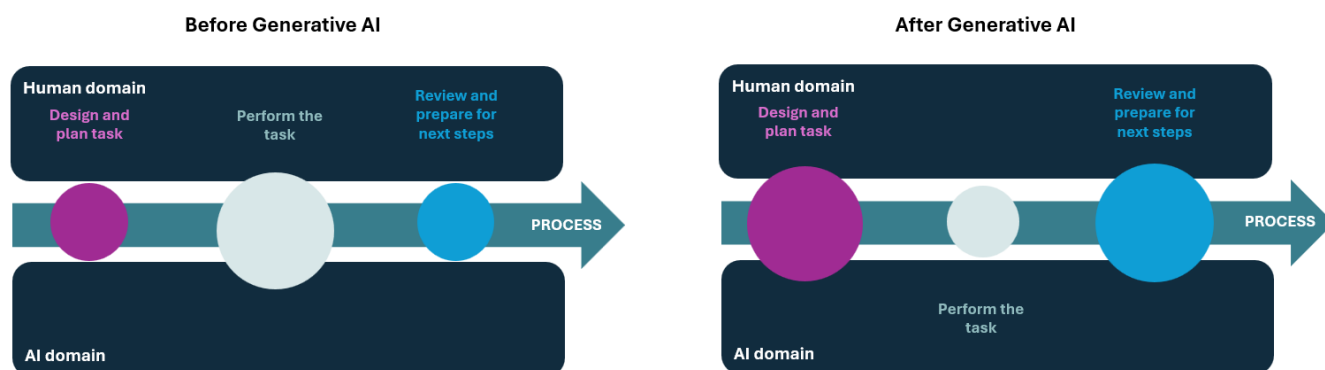 Before Generative AI
Human domain
Design and
plan task
Perform the
task
Review and
prepare for
next steps
PROCESS
AI domain
After Generative AI
Human domain
Design and
plan task
Review and
prepare for
next steps
PROCESS
Perform the
task
AI domain